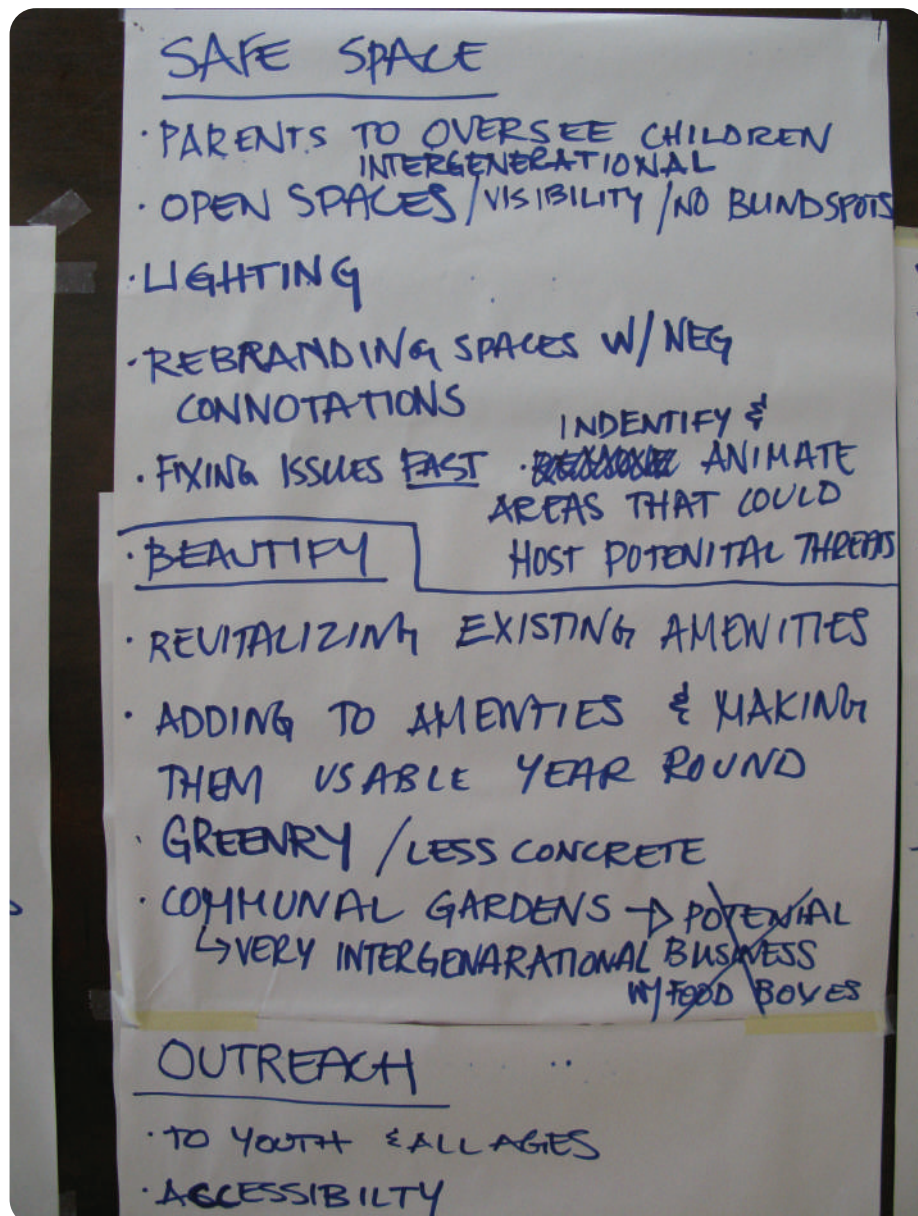 SAFE SPACE
· PARENTS TO OVERSEE CHILDREN
INTERGENERATIONAL
· OPEN SPACES / VISIBILITY / NO BLINDSPOTS
· LIGHTING
· REBRANDING SPACES W/ NEG
CONNOTATIONS
· FIXING ISSUES FAST
· INDENTIFY &
ANIMATE
AREAS THAT COULD
HOST POTENITAL THREATS
· BEAUTIFY
· REVITALIZING EXISTING AMENITIES
· ADDING TO AMENTIES & MAKING
THEM USABLE YEAR ROUND
· GREENRY / LESS CONCRETE
· COMMUNAL GARDENS → POTENIAL
↳ VERY INTERGENARATIONAL BUSINESS
W/ FOOD BOXES
OUTREACH
· TO YOUTH & ALL AGES
· ACCESSIBILTY